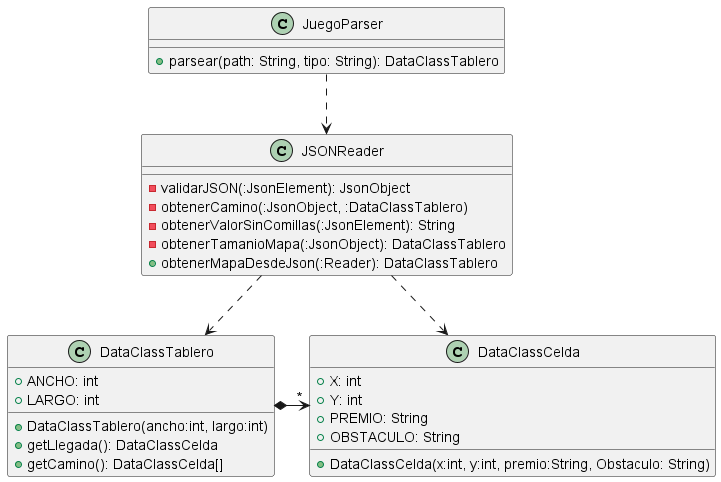 C JuegoParser
parsear(path: String, tipo: String): DataClassTablero
C JSONReader
validarJSON(:JsonElement): JsonObject
obtenerCamino(:JsonObject, :DataClassTablero)
obtenerValorSinComillas(:JsonElement): String
obtenerTamanioMapa(:JsonObject): DataClassTablero
obtenerMapaDesdeJson(:Reader): DataClassTablero
C DataClassTablero
ANCHO: int
LARGO: int
DataClassTablero(ancho:int, largo:int)
getLlegada(): DataClassCelda
getCamino(): DataClassCelda[]
*
C DataClassCelda
X: int
Y: int
PREMIO: String
OBSTACULO: String
DataClassCelda(x:int, y:int, premio:String, Obstaculo: String)